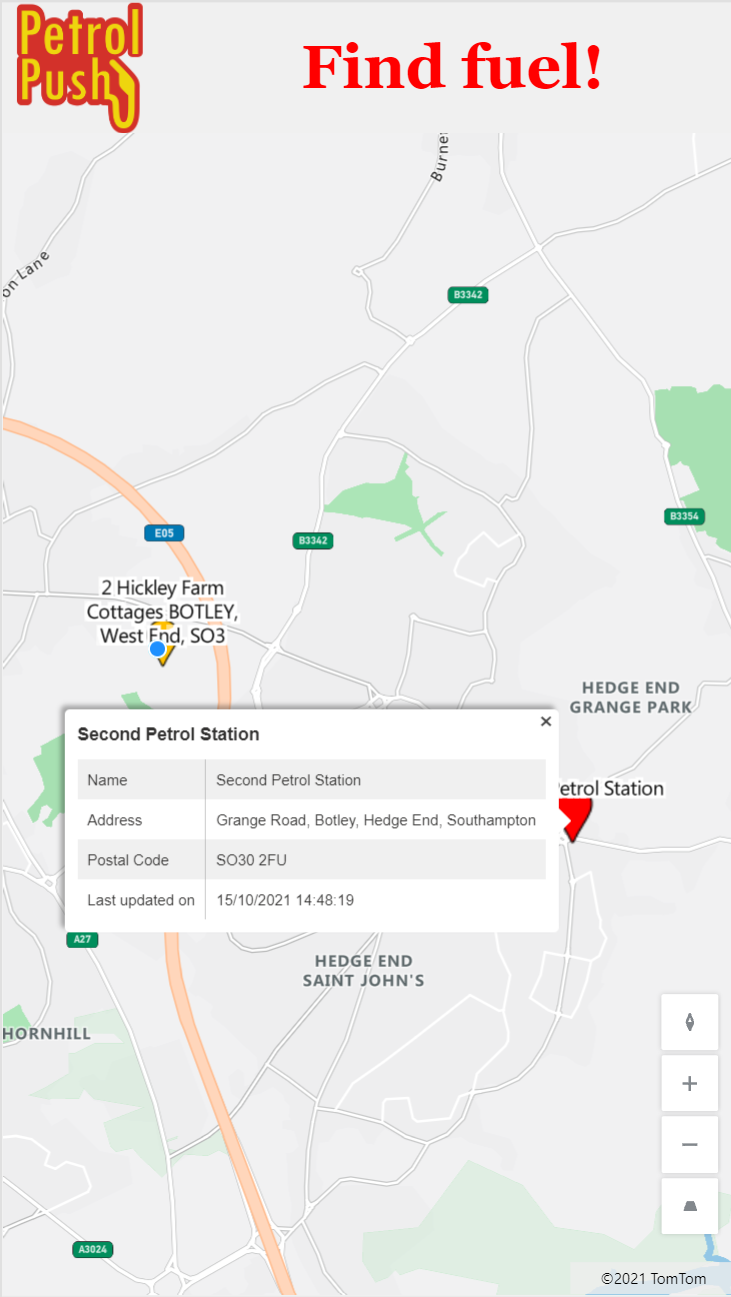 Petrol
Push
Find fuel!
Burne
on Lane
B3342
B3354
E05
B3342
2 Hickley Farm
Cottages BOTLEY,
West End, SO3
HEDGE END
GRANGE PARK
Second Petrol Station
Name Second Petrol Station
Address Grange Road, Botley, Hedge End, Southampton
Postal Code SO30 2FU
Last updated on 15/10/2021 14:48:19
etrol Station
A27
HEDGE END
SAINT JOHN'S
HORNHILL
A3024
©2021 TomTom